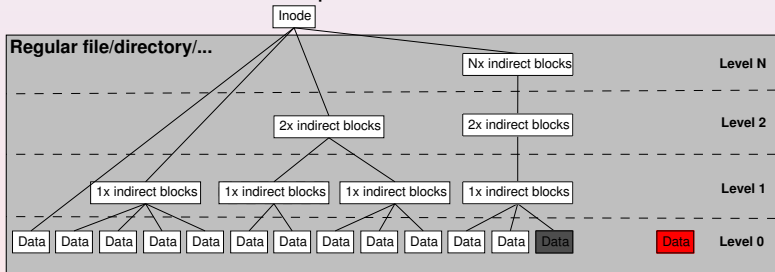 Inode
Regular file/directory/...
Nx indirect blocks Level N
2x indirect blocks 2x indirect blocks Level 2
1x indirect blocks 1x indirect blocks 1x indirect blocks 1x indirect blocks Level 1
Data Data Data Data Data Data Data Data Data Data Data Data Data Data Level 0